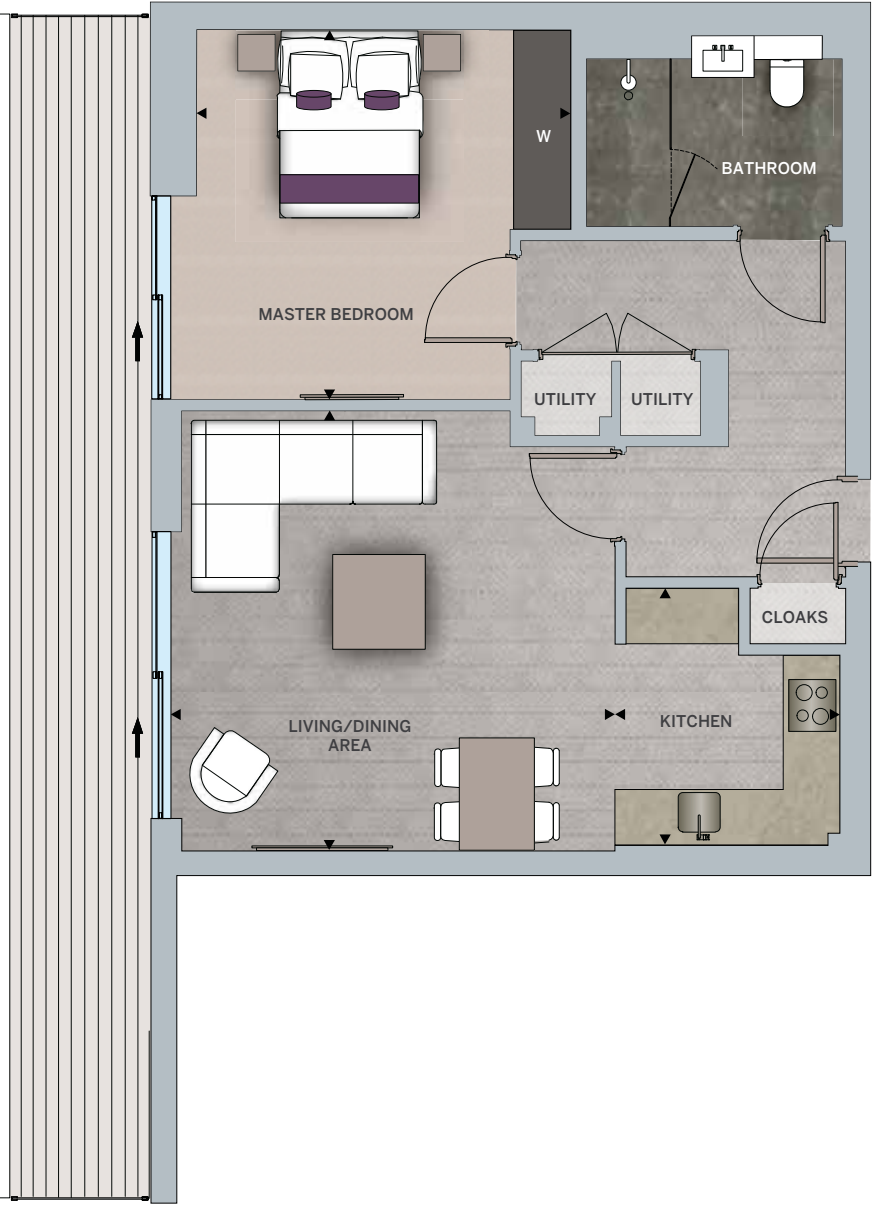 W
BATHROOM
MASTER BEDROOM
UTILITY
UTILITY
CLOAKS
LIVING/DINING
AREA
KITCHEN